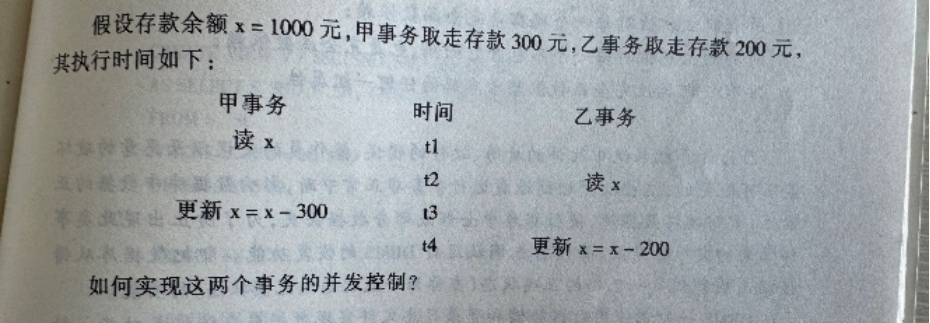 假设存款余额 x = 1000 元,甲事务取走存款 300 元,乙事务取走存款 200 元,
其执行时间如下:
甲事务 时间 乙事务
读 x t1
t2 读 x
更新 x = x - 300 t3
t4 更新 x = x - 200
如何实现这两个事务的并发控制?